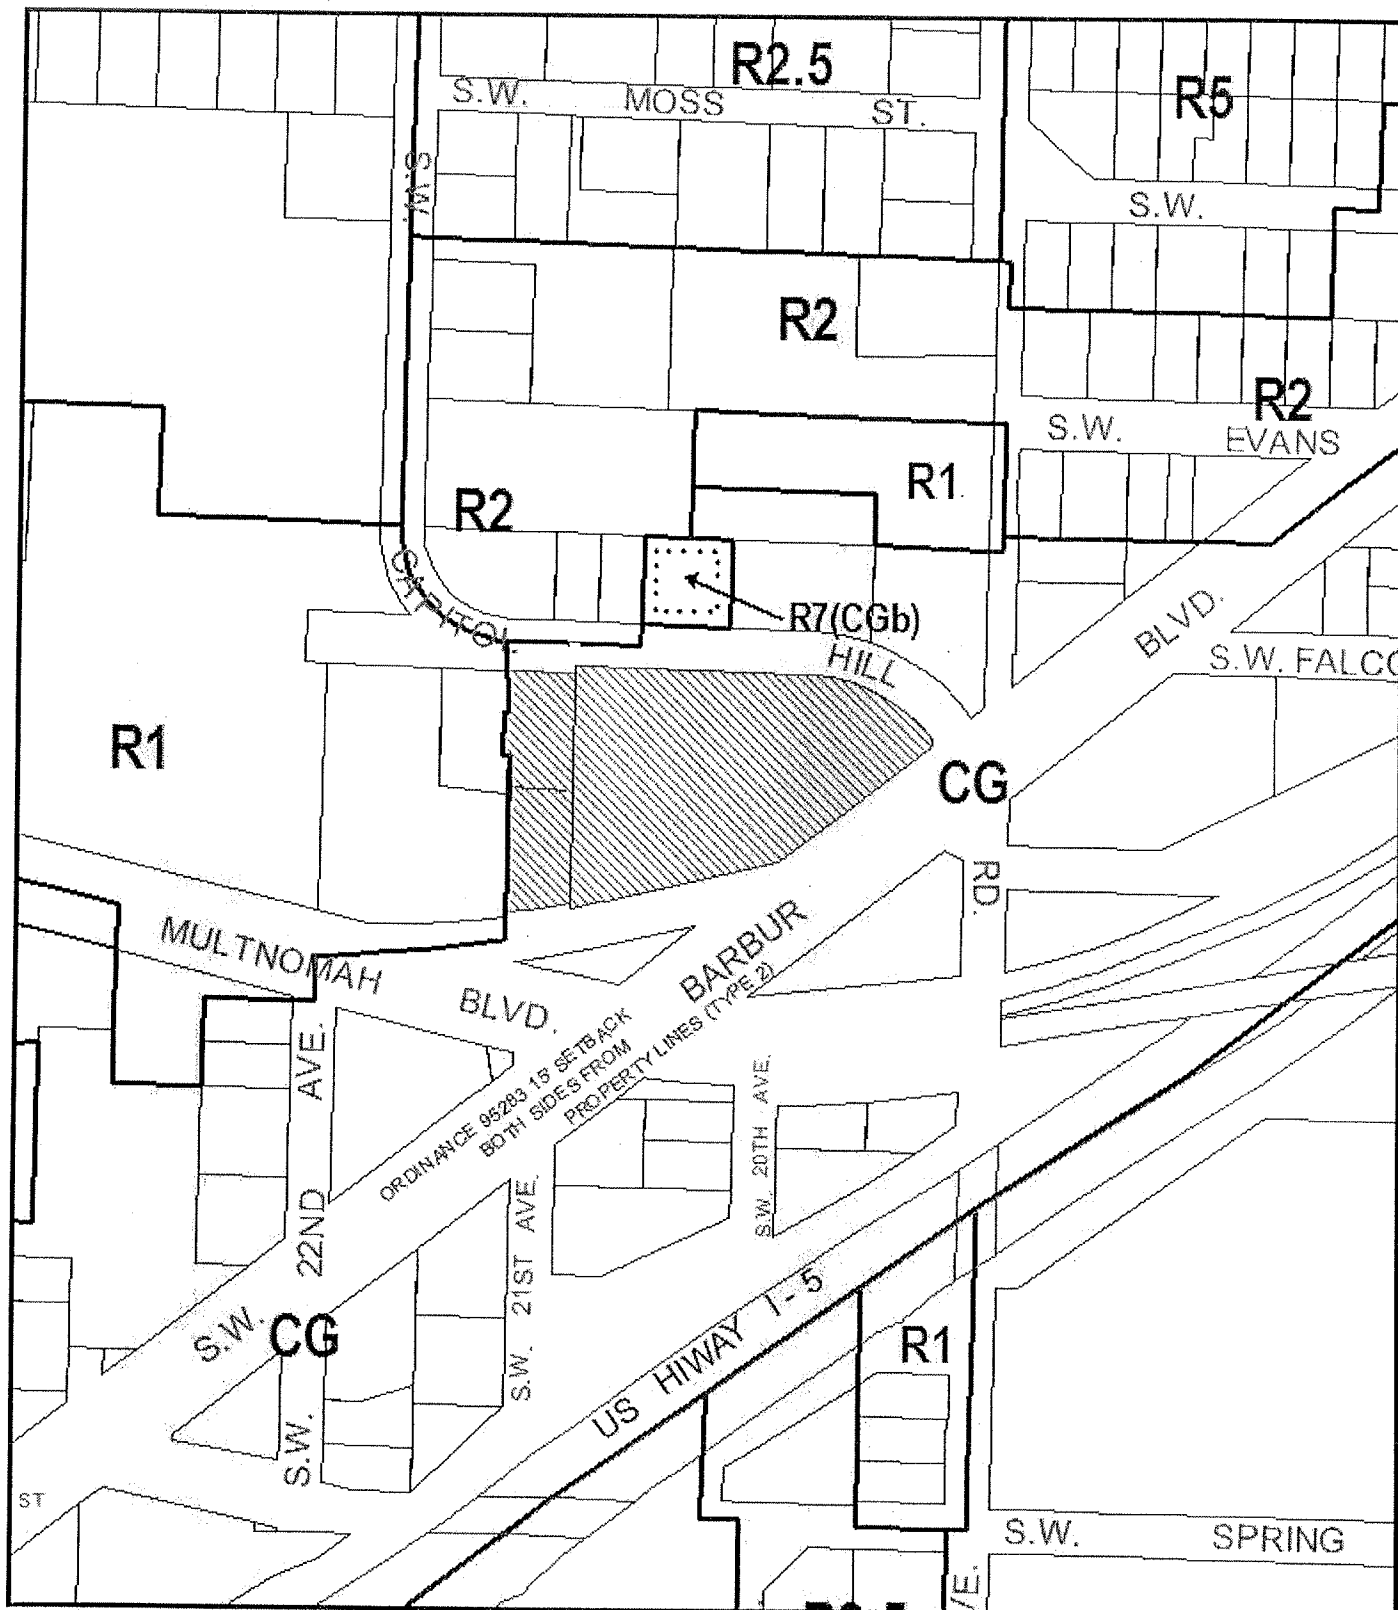 R2.5
R5
S.W. MOSS ST.
S.W.
S.W.
R2
R2
S.W. EVANS
R1
R2
CAPITOL
R7(CGb)
HILL
BLVD.
S.W. FALCO
R1
CG
RD.
MULTNOMAH
BLVD.
BARBUR
ORDINANCE 95283 15' SETBACK
BOTH SIDES FROM
PROPERTY LINES (TYPE 2)
AVE.
22ND
S.W. 21ST AVE.
S.W. 20TH AVE.
US HIWAY I - 5
S.W.
CG
R1
S.W.
ST
S.W. SPRING
VE.